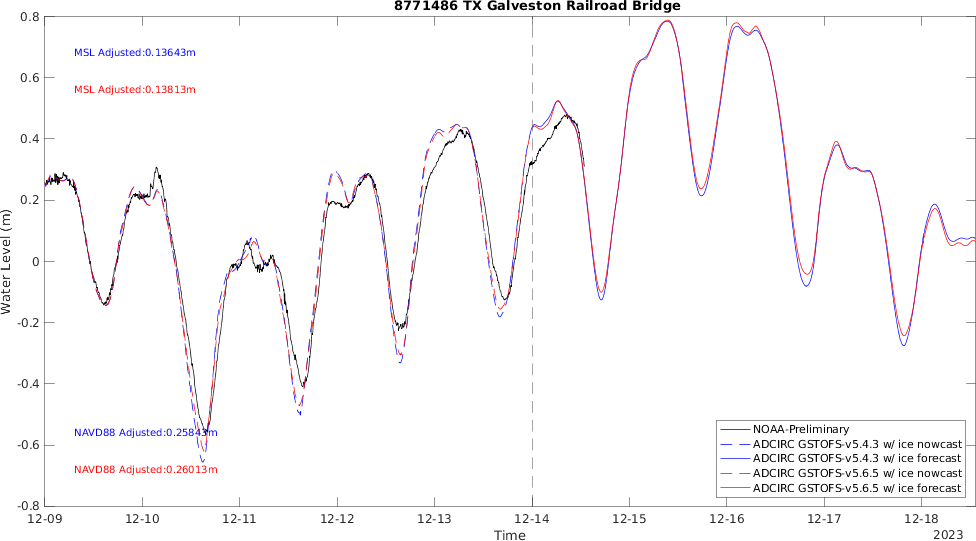 8771486 TX Galveston Railroad Bridge
0.8
0.6
0.4
0.2
0
-0.2
-0.4
-0.6
-0.8
Water Level (m)
MSL Adjusted:0.13643m
MSL Adjusted:0.13813m
NAVD88 Adjusted:0.25843m
NAVD88 Adjusted:0.26013m
NOAA-Preliminary
ADCIRC GSTOFS-v5.4.3 w/ ice nowcast
ADCIRC GSTOFS-v5.4.3 w/ ice forecast
ADCIRC GSTOFS-v5.6.5 w/ ice nowcast
ADCIRC GSTOFS-v5.6.5 w/ ice forecast
12-09 12-10 12-11 12-12 12-13 12-14 12-15 12-16 12-17 12-18
Time
2023